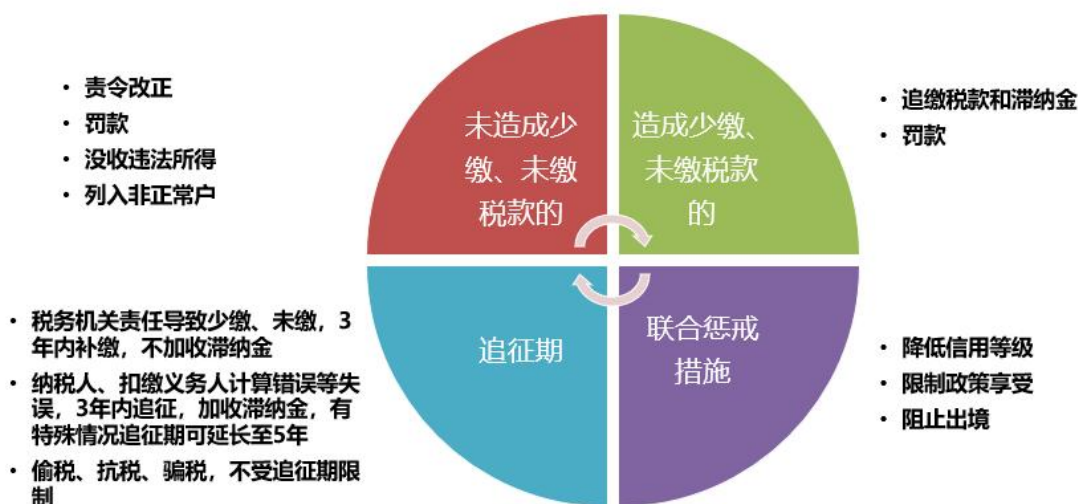 责令改正
罚款
没收违法所得
列入非正常户
未造成少
缴、未缴
税款的
造成少缴、
未缴税款
的
追缴税款和滞纳金
罚款
税务机关责任导致少缴、未缴，3
年内补缴，不加收滞纳金
纳税人、扣缴义务人计算错误等失
误，3年内追征，加收滞纳金，有
特殊情况追征期可延长至5年
偷税、抗税、骗税，不受追征期限
制
追征期
联合惩戒
措施
降低信用等级
限制政策享受
阻止出境